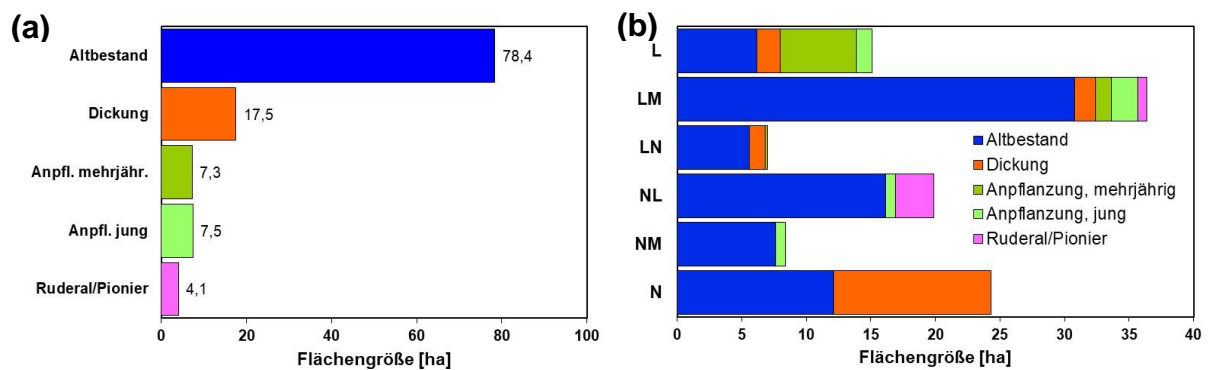 (a)
Altbestand
78,4
Dickung
17,5
Anpfl. mehrjähr.
7,3
Anpfl. jung
7,5
Ruderal/Pionier
4,1
0 20 40 60 80 100
Flächengröße [ha]
(b)
L
LM
LN
NL
NM
N
Altbestand
Dickung
Anpflanzung, mehrjährig
Anpflanzung, jung
Ruderal/Pionier
0 5 10 15 20 25 30 35 40
Flächengröße [ha]